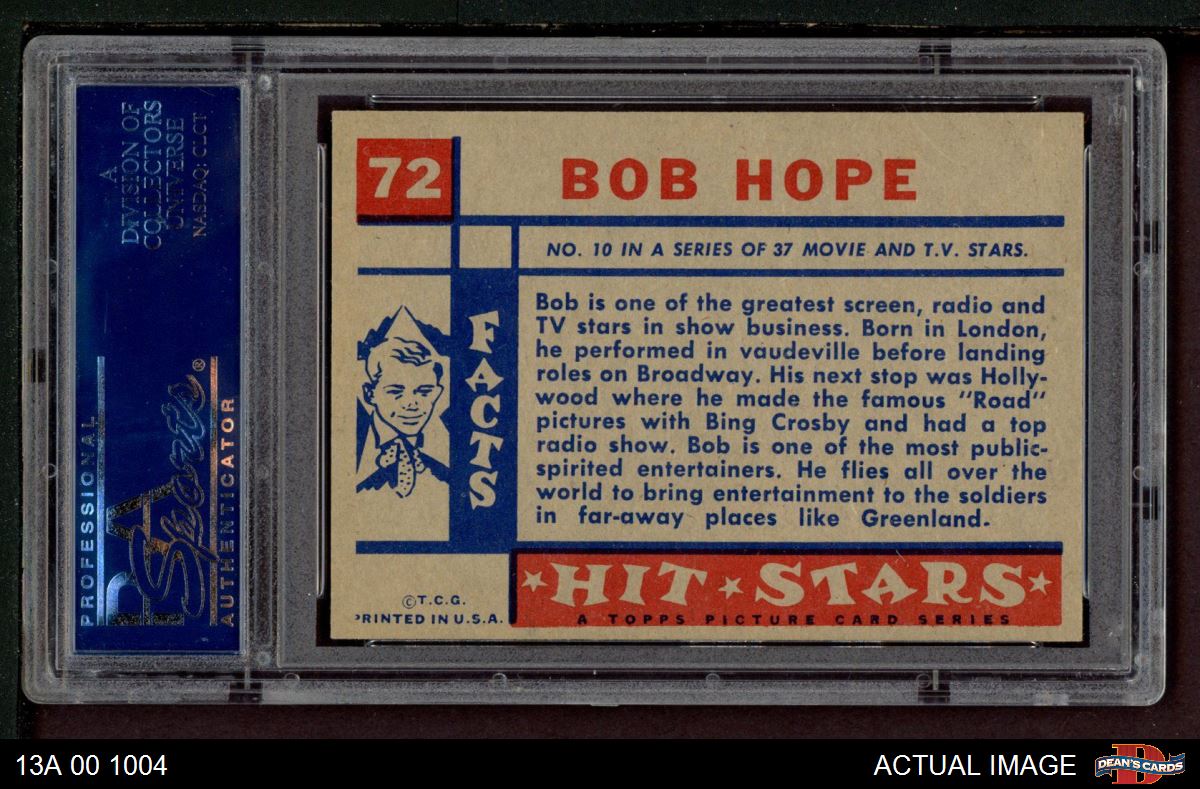 A
DIVISION OF
COLLECTORS
UNIVERSE
NASDAQ: CLCT
PROFESSIONAL
PSA
Sports®
AUTHENTICATOR
72
BOB HOPE
NO. 10 IN A SERIES OF 37 MOVIE AND T.V. STARS.
FACTS
Bob is one of the greatest screen, radio and
TV stars in show business. Born in London,
he performed in vaudeville before landing
roles on Broadway. His next stop was Holly-
wood where he made the famous "Road"
pictures with Bing Crosby and had a top
radio show. Bob is one of the most public-
spirited entertainers. He flies all over the
world to bring entertainment to the soldiers
in far-away places like Greenland.
©T.C.G.
PRINTED IN U.S.A.
HIT STARS
A TOPPS PICTURE CARD SERIES
13A 00 1004
ACTUAL IMAGE
D
DEAN'S CARDS